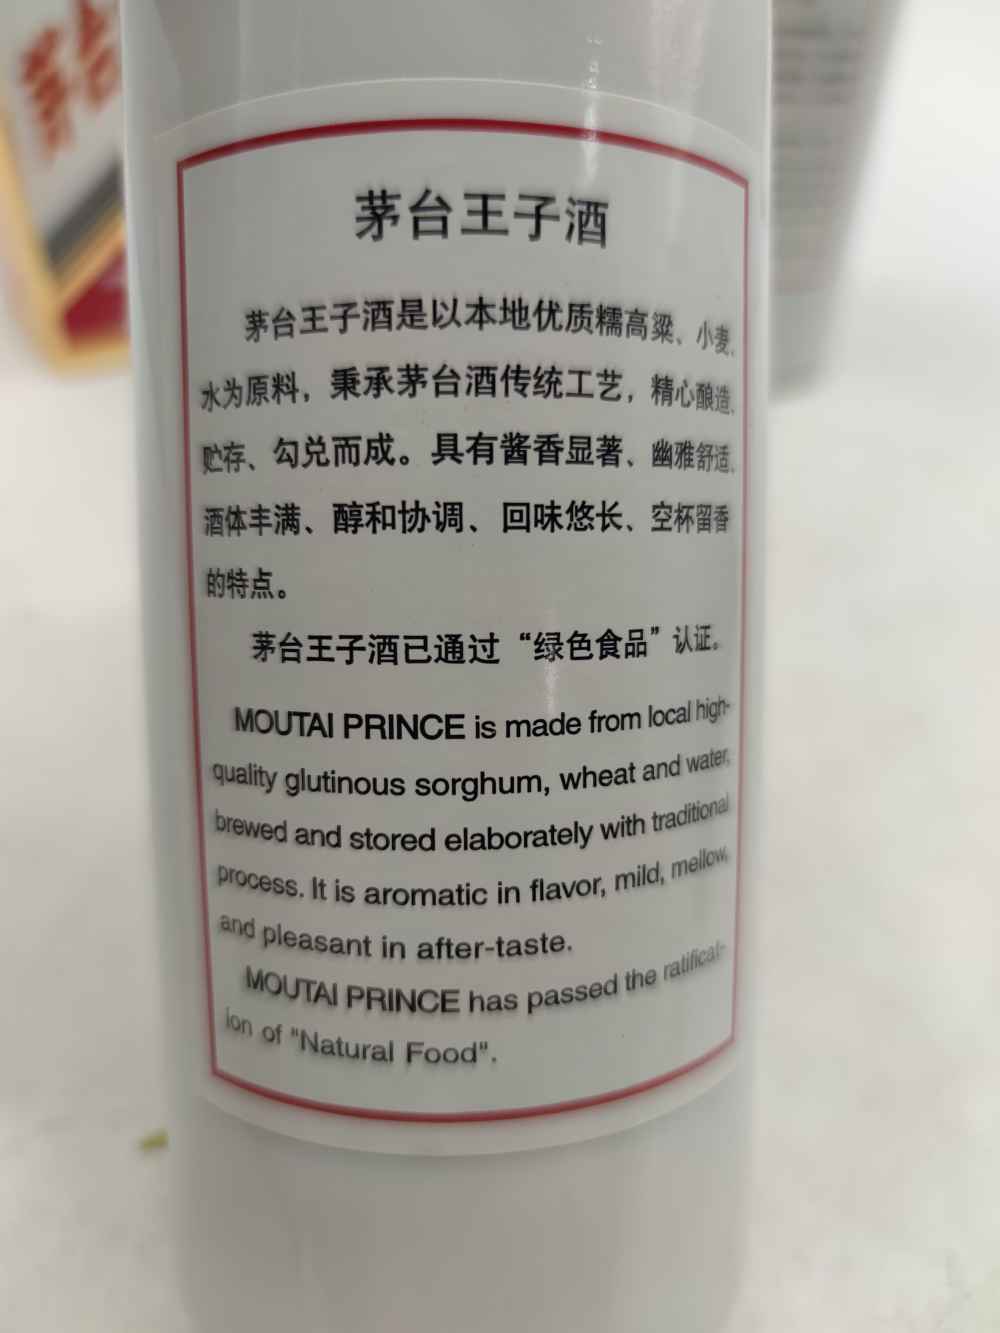 茅台王子酒
茅台王子酒是以本地优质糯高粱、小麦、
水为原料，秉承茅台酒传统工艺，精心酿造、
贮存、勾兑而成。具有酱香显著、幽雅舒适、
酒体丰满、醇和协调、回味悠长、空杯留香
的特点。
茅台王子酒已通过“绿色食品”认证。
MOUTAI PRINCE is made from local high-
quality glutinous sorghum, wheat and water,
brewed and stored elaborately with traditional
process. It is aromatic in flavor, mild, mellow,
and pleasant in after-taste.
MOUTAI PRINCE has passed the ratificat-
ion of "Natural Food".